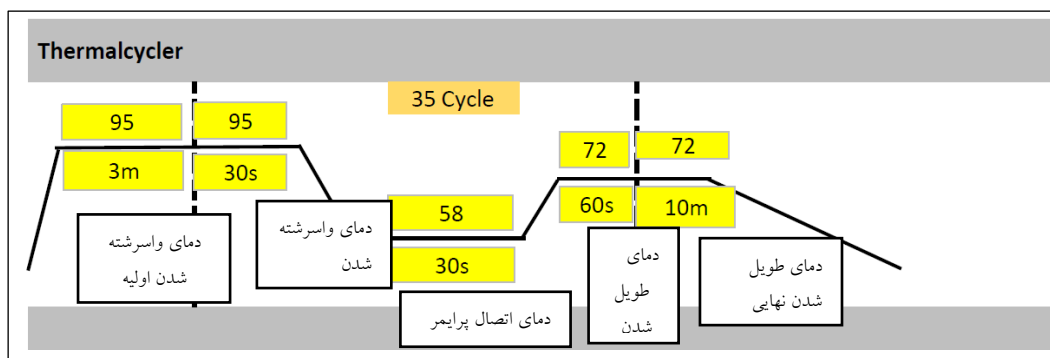 Thermalcycler
35 Cycle
95
95
3m
30s
58
30s
72
72
60s
10m
دمای واسرشته
شدن اولیه
دمای واسرشته
شدن
دمای اتصال پرایمر
دمای
طویل
شدن
دمای طویل
شدن نهایی